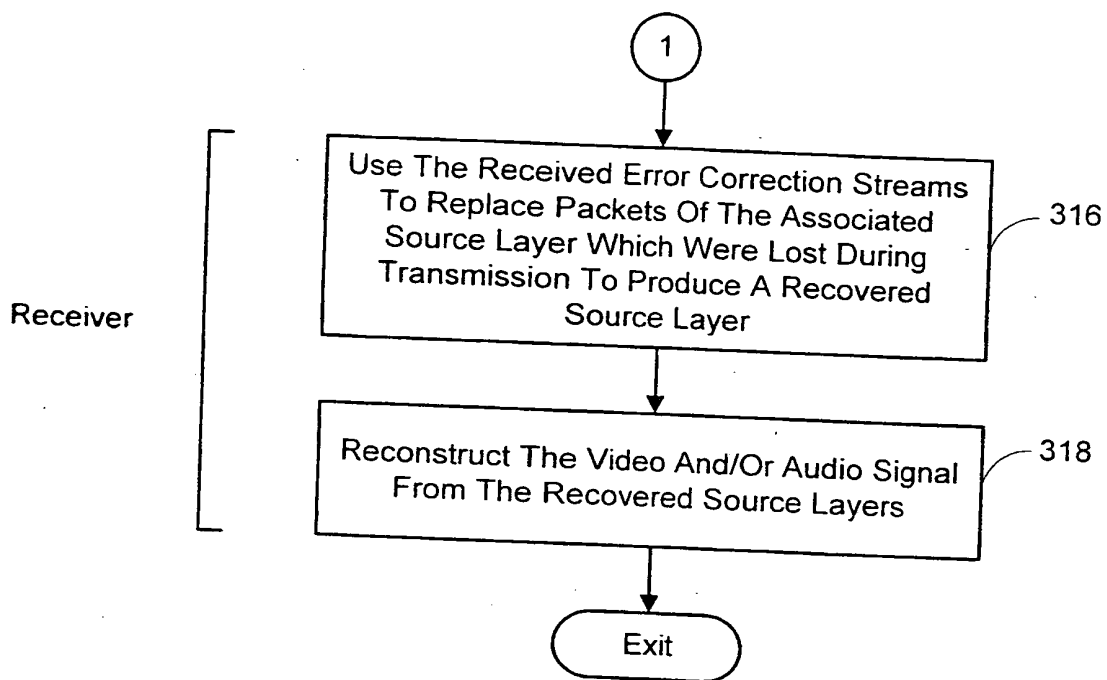 1
Use The Received Error Correction Streams
To Replace Packets Of The Associated
Source Layer Which Were Lost During
Transmission To Produce A Recovered
Source Layer
316
Receiver
Reconstruct The Video And/Or Audio Signal
From The Recovered Source Layers
318
Exit